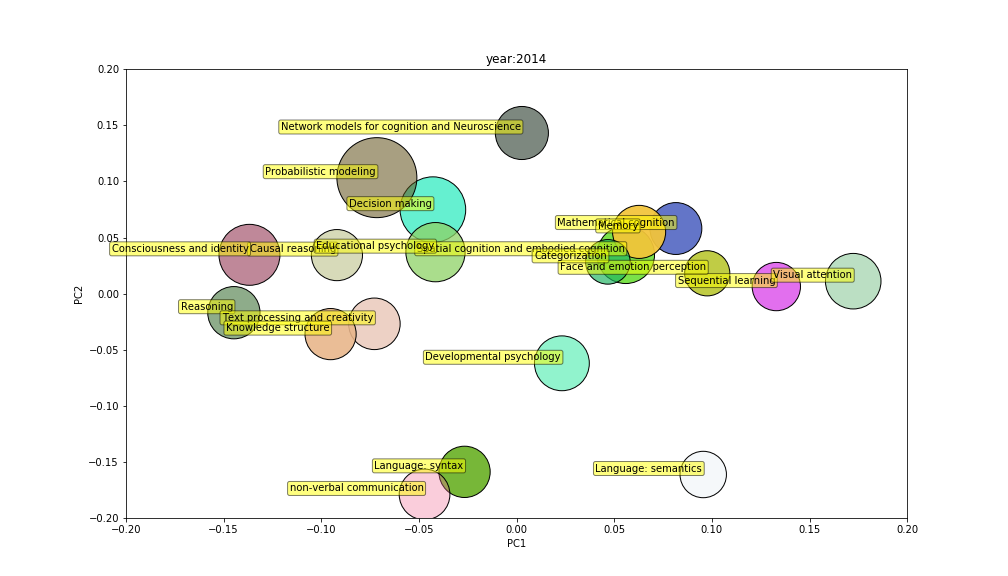 year:2014
0.20
0.15
0.10
0.05
0.00
−0.05
−0.10
−0.15
−0.20
PC2
Network models for cognition and Neuroscience
Probabilistic modeling
Decision making
Mathematical cognition
Memory
Consciousness and identity
Causal reasoning
Educational psychology
cognition and embodied cognition
Categorization
Face and emotion perception
Sequential learning
Visual attention
Reasoning
Text processing and creativity
Knowledge structure
Developmental psychology
Language: syntax
Language: semantics
non-verbal communication
−0.20 −0.15 −0.10 −0.05 0.00 0.05 0.10 0.15 0.20
PC1